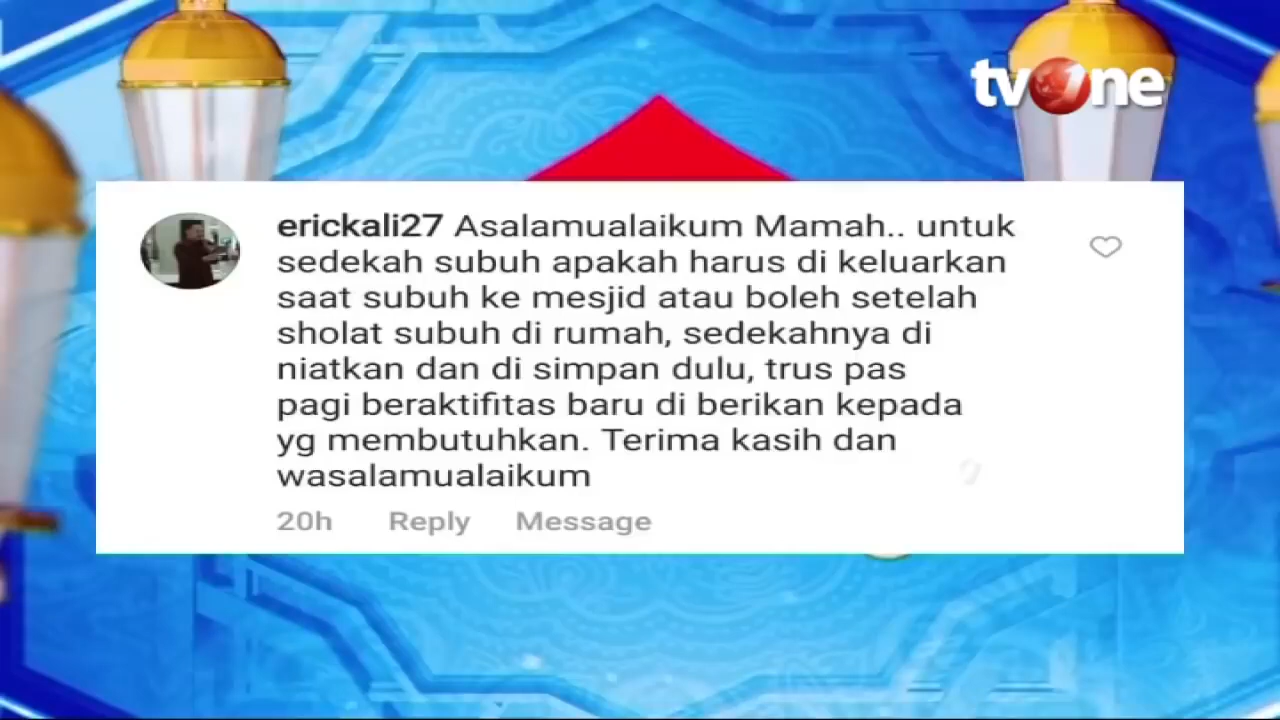 tvOne
erickali27 Asalamualaikum Mamah.. untuk
sedekah subuh apakah harus di keluarkan
saat subuh ke mesjid atau boleh setelah
sholat subuh di rumah, sedekahnya di
niatkan dan di simpan dulu, trus pas
pagi beraktifitas baru di berikan kepada
yg membutuhkan. Terima kasih dan
wasalamualaikum
20h Reply Message